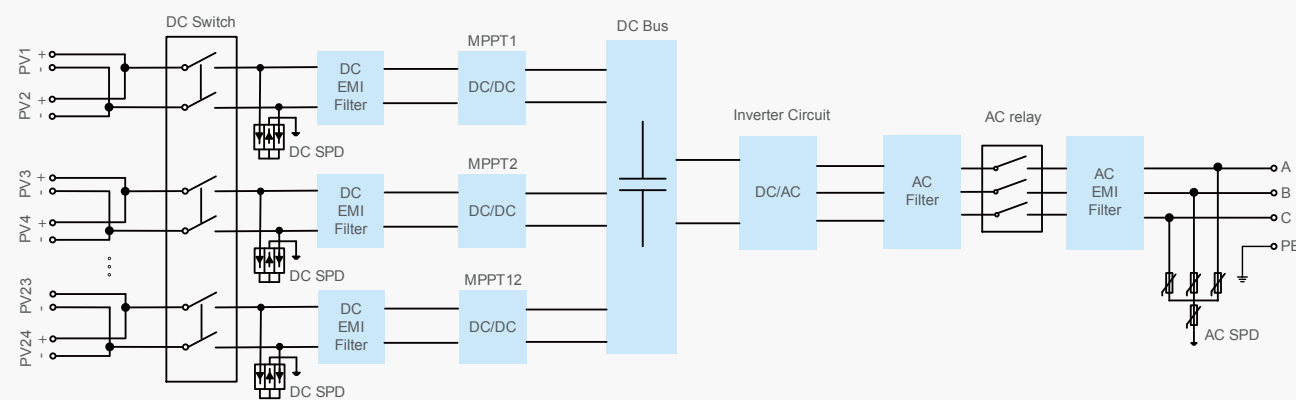 DC Switch
PV1 + -
PV2 + -
DC EMI Filter
MPPT1
DC/DC
DC SPD
PV3 + -
PV4 + -
DC EMI Filter
MPPT2
DC/DC
DC SPD
PV23 + -
PV24 + -
DC EMI Filter
MPPT12
DC/DC
DC SPD
DC Bus
Inverter Circuit
DC/AC
AC Filter
AC relay
AC EMI Filter
A
B
C
PE
AC SPD